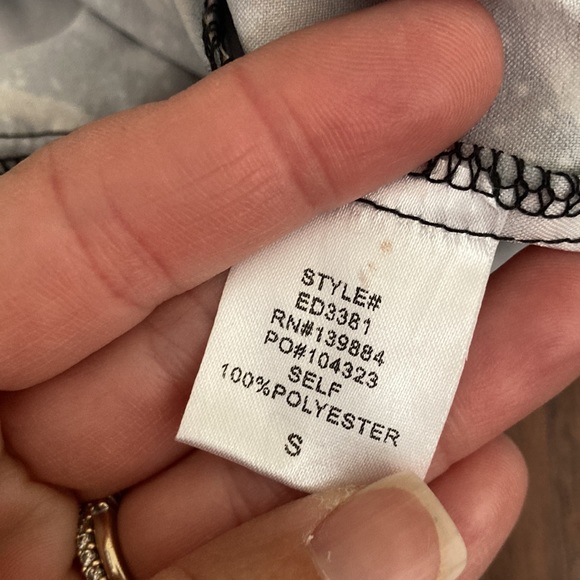 STYLE#
ED3381
RN#139884
PO#104323
SELF
100%POLYESTER
S